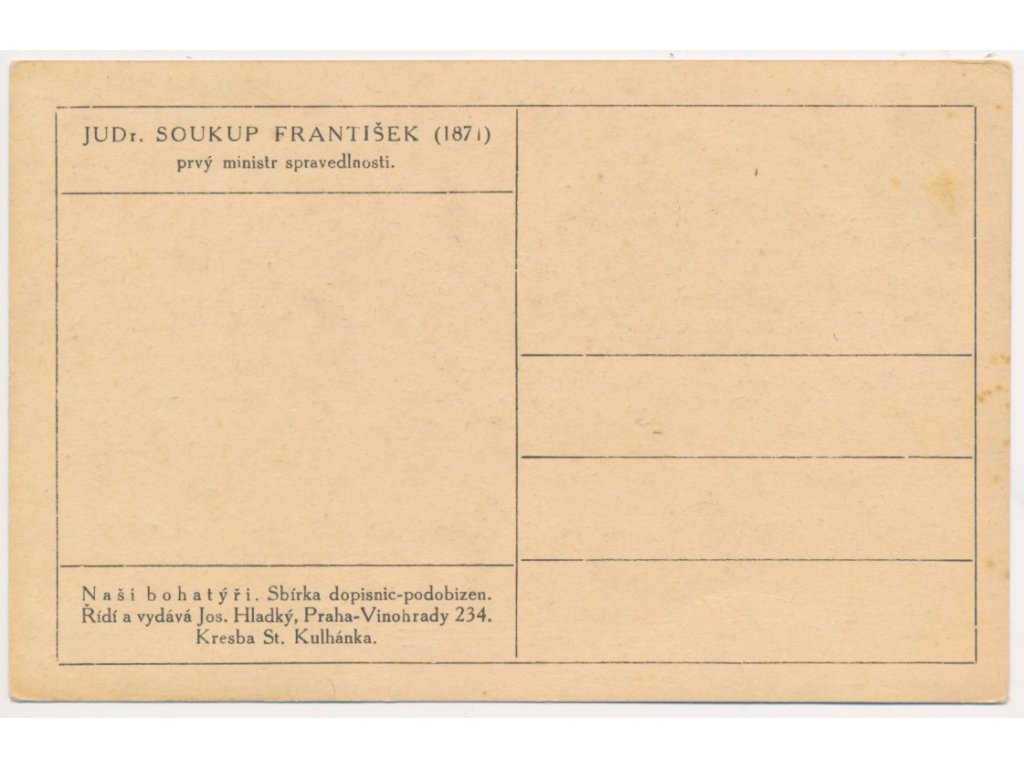 JUDr. SOUKUP FRANTIŠEK (1871)
prvý ministr spravedlnosti.
Naši bohatýři. Sbírka dopisnic-podobizen.
Řídí a vydává Jos. Hladký, Praha-Vinohrady 234.
Kresba St. Kulhánka.